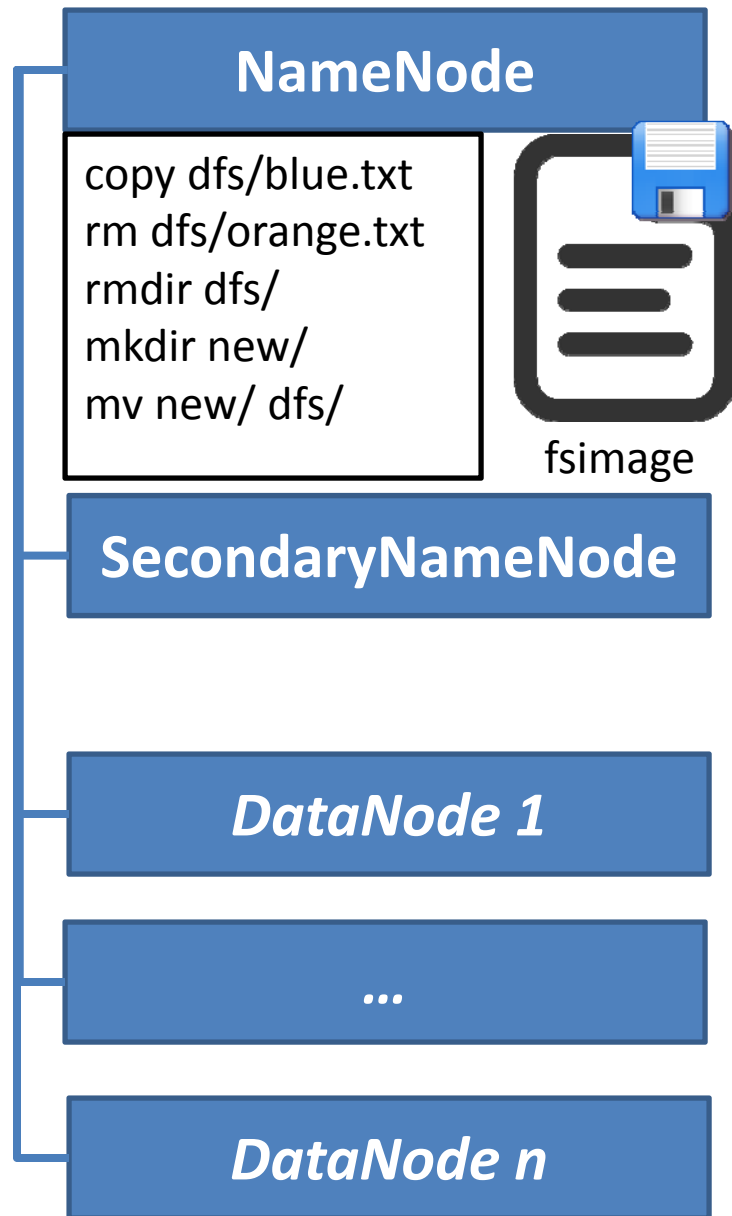 NameNode
copy dfs/blue.txt
rm dfs/orange.txt
rmdir dfs/
mkdir new/
mv new/ dfs/
fsimage
SecondaryNameNode
DataNode 1
...
DataNode n